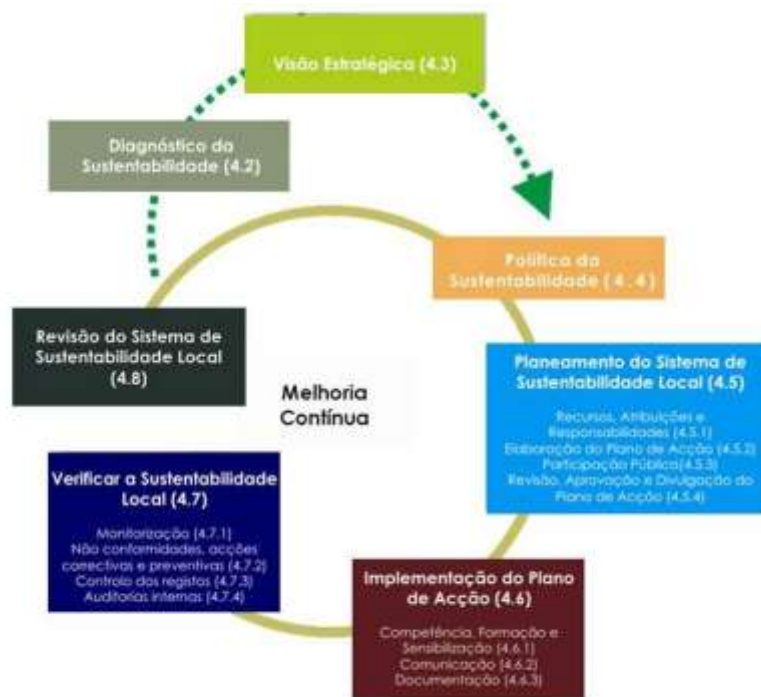 Visão Estratégica (4.3)
Diagnóstico da
Sustentabilidade (4.2)
Política da
Sustentabilidade ( 4 . 4 )
Revisão do Sistema de
Sustentabilidade Local
(4.8)
Planeamento do Sistema de
Sustentabilidade Local (4.5)
Recursos, Atribuições e
Responsabilidades (4.5.1)
Elaboração do Plano de Acção (4.5.2)
Participação Pública(4.5.3)
Revisão, Aprovação e Divulgação do
Plano de Acção (4.5.4)
Melhoria
Contínua
Verificar a Sustentabilidade
Local (4.7)
Monitorização (4.7.1)
Não conformidades, acções
correctivas e preventivas (4.7.2)
Controlo dos registos (4.7.3)
Auditorias internas (4.7.4)
Implementação do Plano
de Acção (4.6)
Competência, Formação e
Sensibilização (4.6.1)
Comunicação (4.6.2)
Documentação (4.6.3)